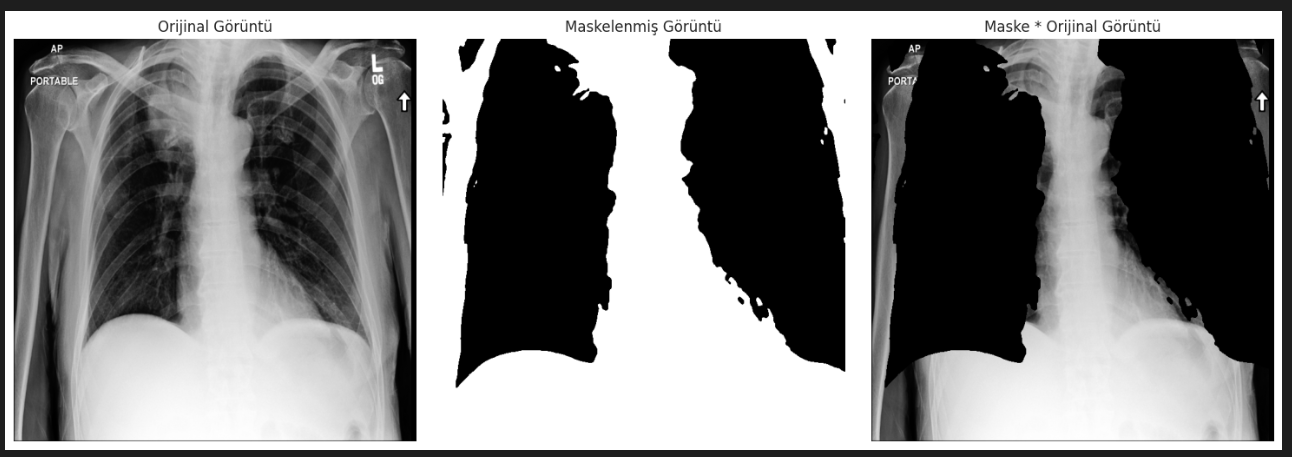 Orijinal Görüntü
Maskelenmiş Görüntü
Maske * Orijinal Görüntü
AP
PORTABLE
L
OG
AP
PORTA